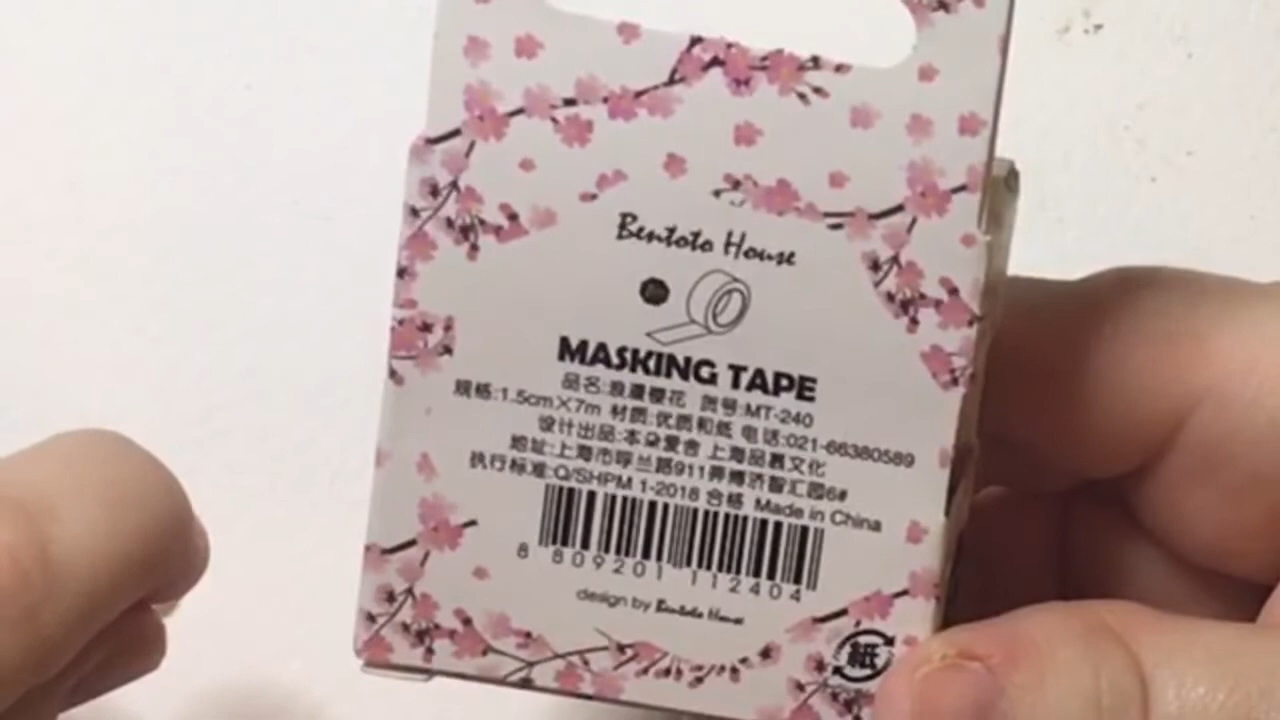 Bentoto House
MASKING TAPE
品名:浪漫樱花 货号:MT-240
规格:1.5cm×7m 材质:优质和纸 电话:021-66380589
设计出品:本朵爱舍 上海品慕文化
地址:上海市呼兰路911弄博济智汇园6#
执行标准:Q/SHPM 1-2018 合格 Made in China
8 809201 112404
design by Bentoto House
紙